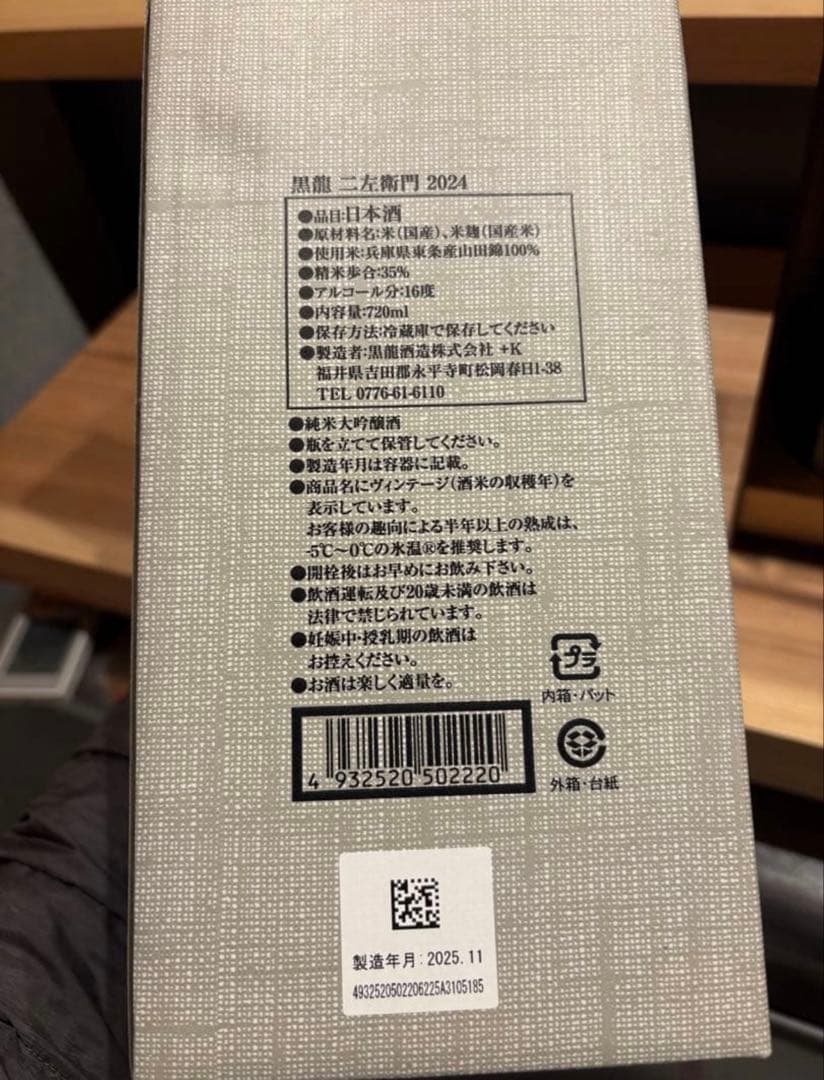 黒龍 二左衛門 2024
●品目:日本酒
●原材料名:米(国産)、米麹(国産米)
●使用米:兵庫県東条産山田錦100%
●精米歩合:35%
●アルコール分:16度
●内容量:720ml
●保存方法:冷蔵庫で保存してください
●製造者:黒龍酒造株式会社 +K
福井県吉田郡永平寺町松岡春日1-38
TEL 0776-61-6110
●純米大吟醸酒
●瓶を立てて保管してください。
●製造年月は容器に記載。
●商品名にヴィンテージ(酒米の収穫年)を
表示しています。
お客様の趣向による半年以上の熟成は、
-5℃～0℃の氷温®を推奨します。
●開栓後はお早めにお飲み下さい。
●飲酒運転及び20歳未満の飲酒は
法律で禁じられています。
●妊娠中・授乳期の飲酒は
お控えください。
●お酒は楽しく適量を。
プラ
内箱・パット
外箱・台紙
4 932520 502220
製造年月:2025.11
4932520502206225A3105185